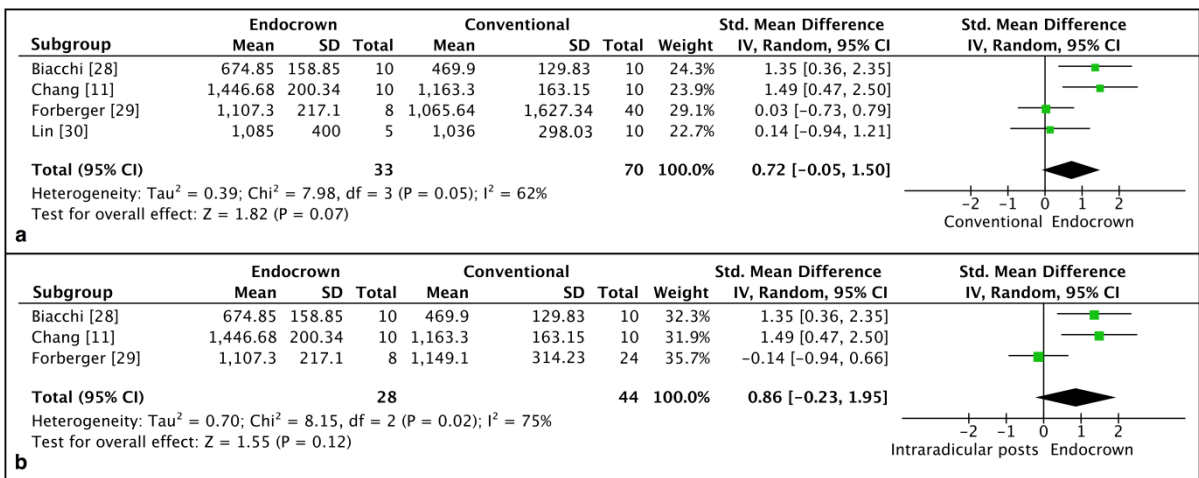 Endocrown Conventional Std. Mean Difference Std. Mean Difference
Subgroup Mean SD Total Mean SD Total Weight IV, Random, 95% CI IV, Random, 95% CI
Biacchi [28] 674.85 158.85 10 469.9 129.83 10 24.3% 1.35 [0.36, 2.35]
Chang [11] 1,446.68 200.34 10 1,163.3 163.15 10 23.9% 1.49 [0.47, 2.50]
Forberger [29] 1,107.3 217.1 8 1,065.64 1,627.34 40 29.1% 0.03 [-0.73, 0.79]
Lin [30] 1,085 400 5 1,036 298.03 10 22.7% 0.14 [-0.94, 1.21]
Total (95% CI) 33 70 100.0% 0.72 [-0.05, 1.50]
Heterogeneity: Tau² = 0.39; Chi² = 7.98, df = 3 (P = 0.05); I² = 62%
Test for overall effect: Z = 1.82 (P = 0.07)
-2 -1 0 1 2
Conventional Endocrown
a
Endocrown Conventional Std. Mean Difference Std. Mean Difference
Subgroup Mean SD Total Mean SD Total Weight IV, Random, 95% CI IV, Random, 95% CI
Biacchi [28] 674.85 158.85 10 469.9 129.83 10 32.3% 1.35 [0.36, 2.35]
Chang [11] 1,446.68 200.34 10 1,163.3 163.15 10 31.9% 1.49 [0.47, 2.50]
Forberger [29] 1,107.3 217.1 8 1,149.1 314.23 24 35.7% -0.14 [-0.94, 0.66]
Total (95% CI) 28 44 100.0% 0.86 [-0.23, 1.95]
Heterogeneity: Tau² = 0.70; Chi² = 8.15, df = 2 (P = 0.02); I² = 75%
Test for overall effect: Z = 1.55 (P = 0.12)
-2 -1 0 1 2
Intraradicular posts Endocrown
b